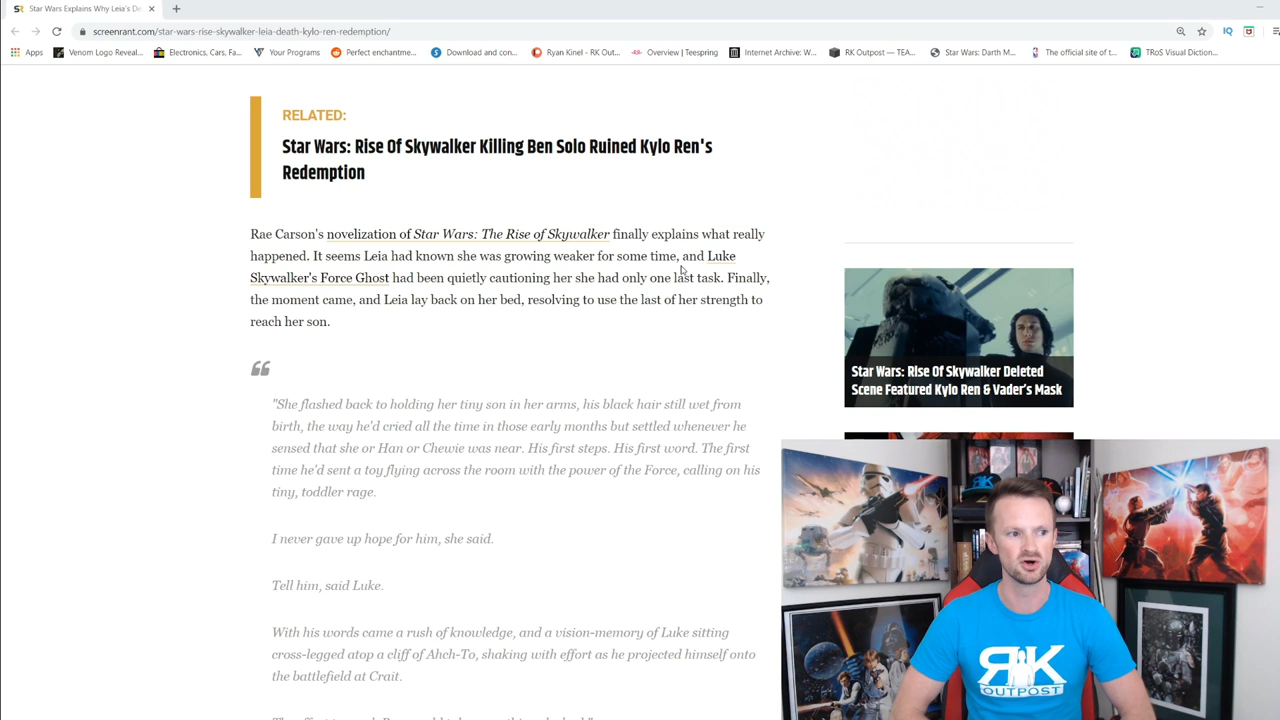 Star Wars Explains Why Leia's De
screenrant.com/star-wars-rise-skywalker-leia-death-kylo-ren-redemption/
Apps
Venom Logo Reveal...
Electronics, Cars, Fa...
Your Programs
Perfect enchantme...
Download and con...
Ryan Kinel - RK Out...
Overview | Teespring
Internet Archive: W...
RK Outpost — TEA...
Star Wars: Darth M...
The official site of t...
TRoS Visual Diction...
RELATED:
Star Wars: Rise Of Skywalker Killing Ben Solo Ruined Kylo Ren's
Redemption
Rae Carson's novelization of Star Wars: The Rise of Skywalker finally explains what really
happened. It seems Leia had known she was growing weaker for some time, and Luke
Skywalker's Force Ghost had been quietly cautioning her she had only one last task. Finally,
the moment came, and Leia lay back on her bed, resolving to use the last of her strength to
reach her son.
"She flashed back to holding her tiny son in her arms, his black hair still wet from
birth, the way he'd cried all the time in those early months but settled whenever he
sensed that she or Han or Chewie was near. His first steps. His first word. The first
time he'd sent a toy flying across the room with the power of the Force, calling on his
tiny, toddler rage.
I never gave up hope for him, she said.
Tell him, said Luke.
With his words came a rush of knowledge, and a vision-memory of Luke sitting
cross-legged atop a cliff of Ahch-To, shaking with effort as he projected himself onto
the battlefield at Crait.
Star Wars: Rise Of Skywalker Deleted
Scene Featured Kylo Ren & Vader's Mask
RK
OUTPOST